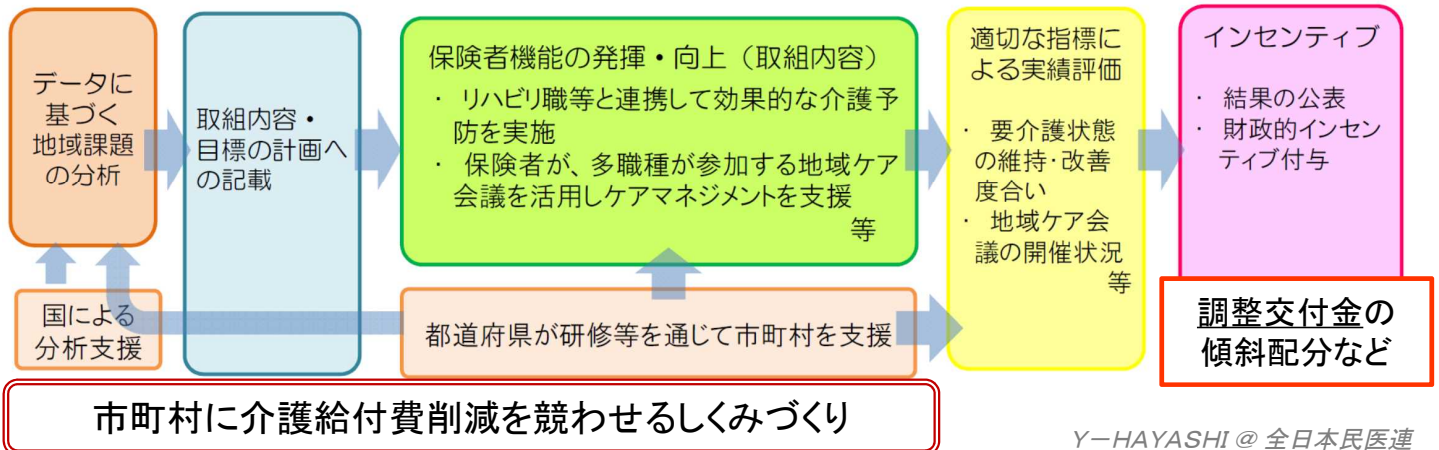 データに
基づく
地域課題
の分析
取組内容・
目標の計画へ
の記載
保険者機能の発揮・向上（取組内容）
・ リハビリ職等と連携して効果的な介護予
防を実施
・ 保険者が、多職種が参加する地域ケア
会議を活用しケアマネジメントを支援
等
適切な指標に
よる実績評価
・ 要介護状態
の維持・改善
度合い
・ 地域ケア会
議の開催状況
等
インセンティブ
・ 結果の公表
・ 財政的インセン
ティブ付与
国による
分析支援
都道府県が研修等を通じて市町村を支援
調整交付金の
傾斜配分など
市町村に介護給付費削減を競わせるしくみづくり
Y－HAYASHI @ 全日本民医連